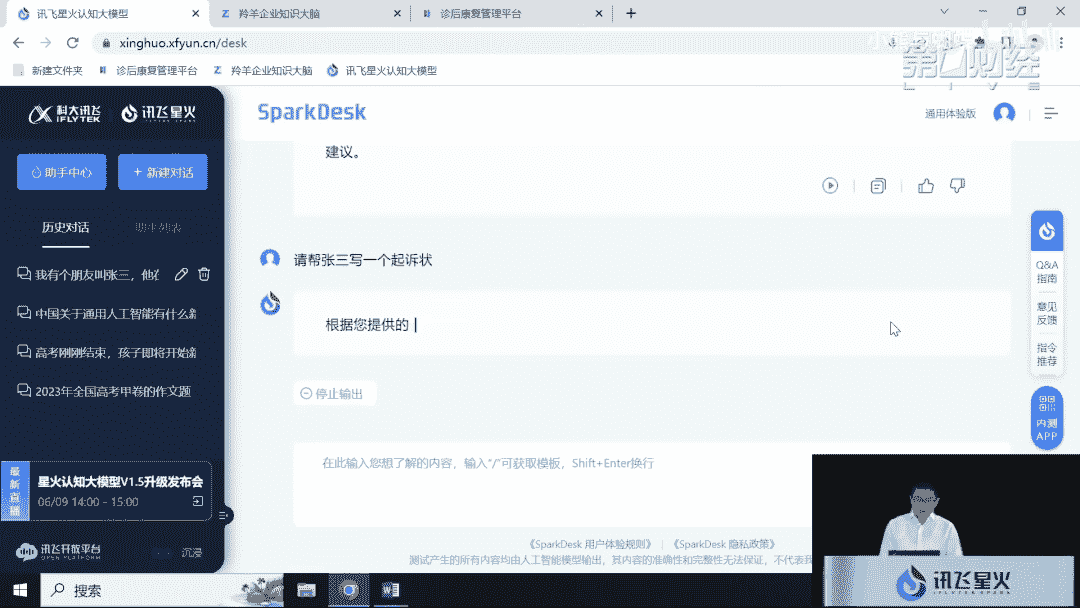 讯飞星火认知大模型
羚羊企业知识大脑
诊后康复管理平台
xinghuo.xfyun.cn/desk
第一财经
LIVE
新建文件夹
诊后康复管理平台
羚羊企业知识大脑
讯飞星火认知大模型
科大讯飞
iFLYTEK
讯飞星火
SparkDesk
通用体验版
助手中心
+ 新建对话
建议。
历史对话
助手列表
请帮张三写一个起诉状
我有个朋友叫张三，他在
根据您提供的
中国关于通用人工智能有什么新
高考刚刚结束，孩子即将开始新
2023年全国高考甲卷的作文题
停止输出
Q&A
指南
意见
反馈
指令
推荐
内测
APP
在此输入您想了解的内容，输入"/"可获取模板，Shift+Enter换行
最新直播
星火认知大模型V1.5升级发布会
06/09 14:00 - 15:00
讯飞开放平台
OPEN PLATFORM
沉浸
《SparkDesk 用户体验规则》 | 《SparkDesk 隐私政策》
测试产生的所有内容均由人工智能模型输出，其内容的准确性和完整性无法保证，不代表我
搜索
讯飞星火